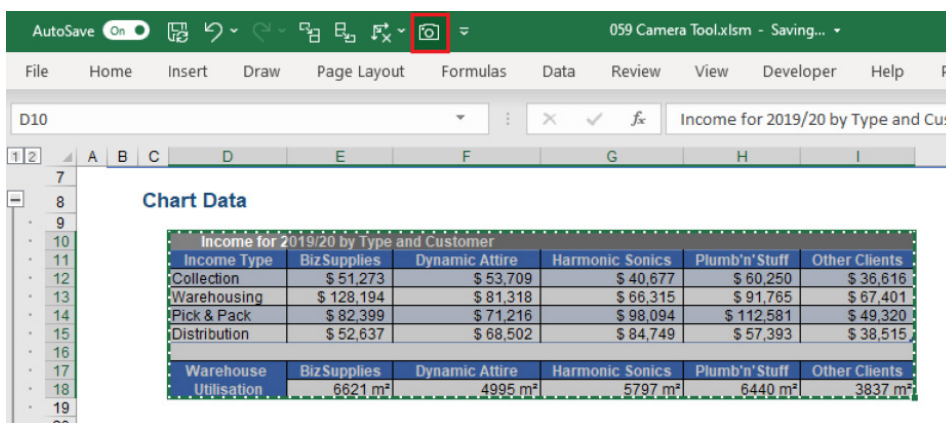 AutoSave On 059 Camera Tool.xlsm - Saving...
File Home Insert Draw Page Layout Formulas Data Review View Developer Help
D10 fx Income for 2019/20 by Type and Cus
1 2 A B C D E F G H I
7
8 Chart Data
9
10 Income for 2019/20 by Type and Customer
11 Income Type BizSupplies Dynamic Attire Harmonic Sonics Plumb'n'Stuff Other Clients
12 Collection $ 51,273 $ 53,709 $ 40,677 $ 60,250 $ 36,616
13 Warehousing $ 128,194 $ 81,318 $ 66,315 $ 91,765 $ 67,401
14 Pick & Pack $ 82,399 $ 71,216 $ 98,094 $ 112,581 $ 49,320
15 Distribution $ 52,637 $ 68,502 $ 84,749 $ 57,393 $ 38,515
16
17 Warehouse BizSupplies Dynamic Attire Harmonic Sonics Plumb'n'Stuff Other Clients
18 Utilisation 6621 m² 4995 m² 5797 m² 6440 m² 3837 m²
19